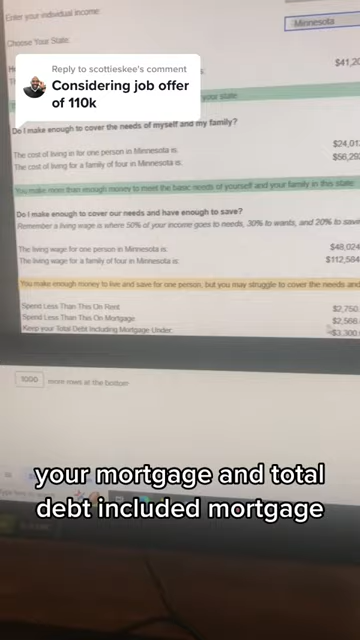 Enter your individual Income:
Minnesota
Choose Your State:
$41,20
Reply to scottieskee's comment
Considering job offer
of 110k
your state
Do I make enough to cover the needs of myself and my family?
The cost of living in for one person in Minnesota is:
$24,012
The cost of living for a family of four in Minnesota is:
$56,292
You make more than enough money to meet the basic needs of yourself and your family in this state
Do I make enough to cover our needs and have enough to save?
Remember a living wage is where 50% of your income goes to needs, 30% to wants, and 20% to savin
The living wage for one person in Minnesota is:
$48,024
The living wage for a family of four in Minnesota is:
$112,584
You make enough money to live and save for one person, but you may struggle to cover the needs and
Spend Less Than This On Rent
$2,750.
Spend Less Than This On Mortgage
$2,566
Keep your Total Debt Including Mortgage Under:
$3,300.
1000 more rows at the bottom
your mortgage and total
debt included mortgage